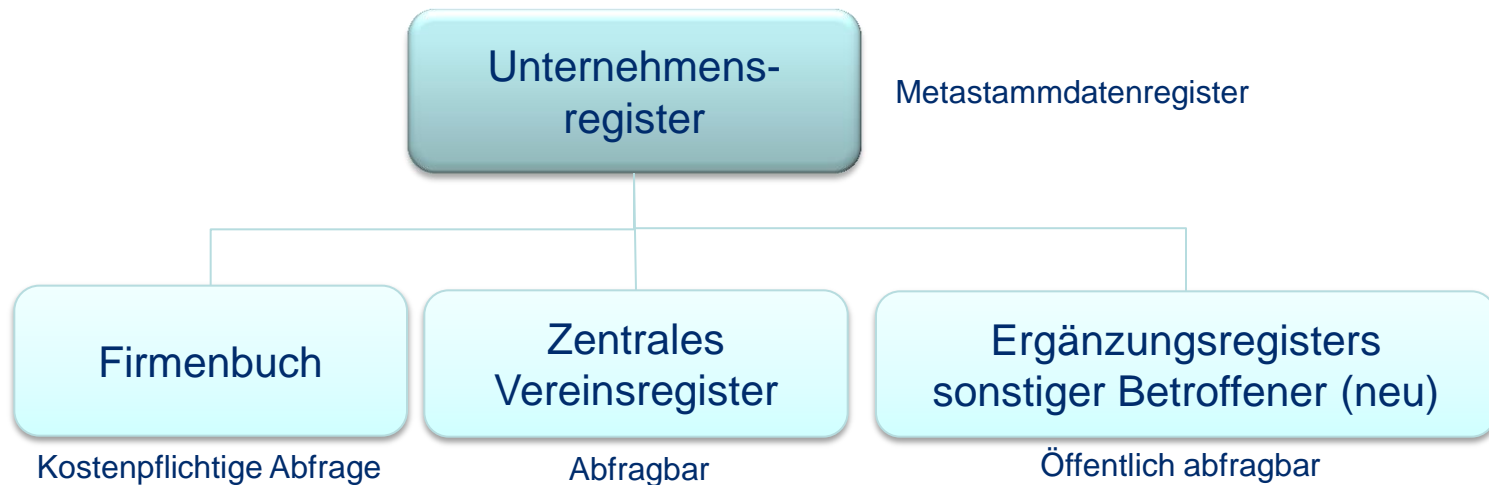 Unternehmens-
register
Metastammdatenregister
Firmenbuch
Zentrales
Vereinsregister
Ergänzungsregisters
sonstiger Betroffener (neu)
Kostenpflichtige Abfrage
Abfragbar
Öffentlich abfragbar